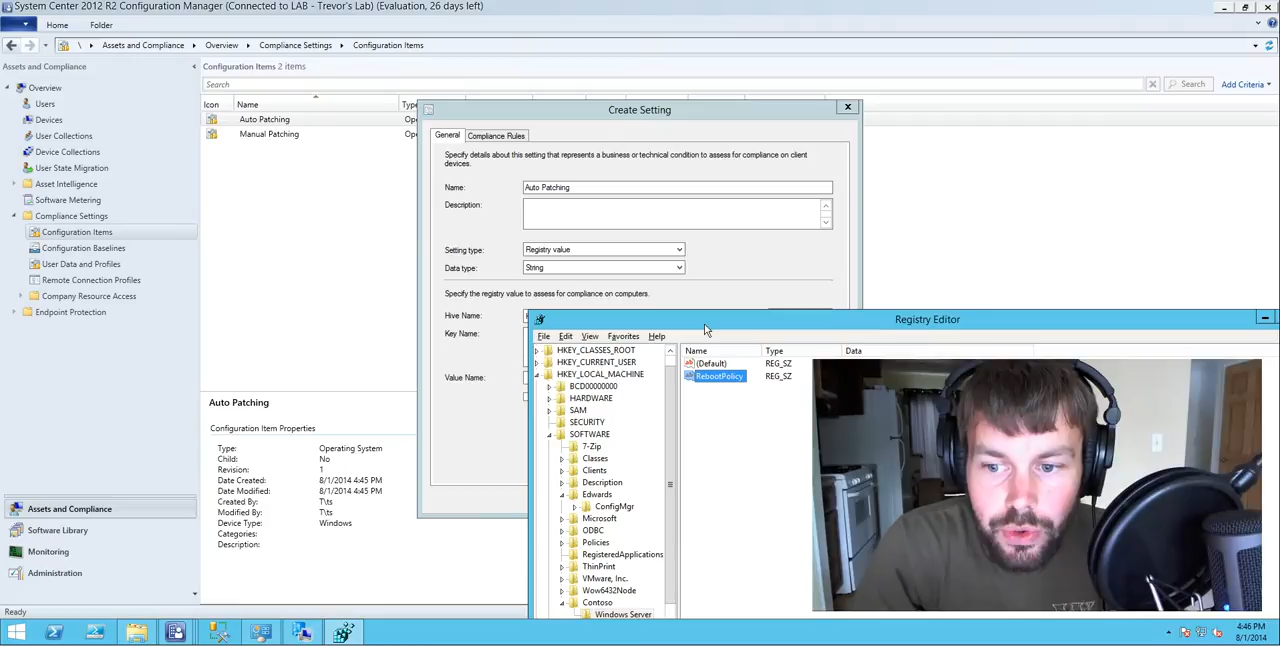 System Center 2012 R2 Configuration Manager (Connected to LAB - Trevor's Lab) (Evaluation, 26 days left)
Home Folder
\ Assets and Compliance Overview Compliance Settings Configuration Items
Assets and Compliance
Overview
Users
Devices
User Collections
Device Collections
User State Migration
Asset Intelligence
Software Metering
Compliance Settings
Configuration Items
Configuration Baselines
User Data and Profiles
Remote Connection Profiles
Company Resource Access
Endpoint Protection
Assets and Compliance
Software Library
Monitoring
Administration
Ready
Configuration Items 2 items
Search
Search
Add Criteria
Icon Name
Auto Patching
Manual Patching
Auto Patching
Configuration Item Properties
Type: Operating System
Child: No
Revision: 1
Date Created: 8/1/2014 4:45 PM
Date Modified: 8/1/2014 4:45 PM
Created By: T\ts
Modified By: T\ts
Device Type: Windows
Categories:
Description:
Create Setting
General Compliance Rules
Specify details about this setting that represents a business or technical condition to assess for compliance on client
devices.
Name: Auto Patching
Description:
Setting type: Registry value
Data type: String
Specify the registry value to assess for compliance on computers.
Hive Name:
Key Name:
Value Name:
Registry Editor
File Edit View Favorites Help
HKEY_CLASSES_ROOT
HKEY_CURRENT_USER
HKEY_LOCAL_MACHINE
BCD00000000
HARDWARE
SAM
SECURITY
SOFTWARE
7-Zip
Classes
Clients
Description
Edwards
ConfigMgr
Microsoft
ODBC
Policies
RegisteredApplications
ThinPrint
VMware, Inc.
Wow6432Node
Contoso
Windows Server
Name Type Data
(Default) REG_SZ
RebootPolicy REG_SZ
4:46 PM
8/1/2014